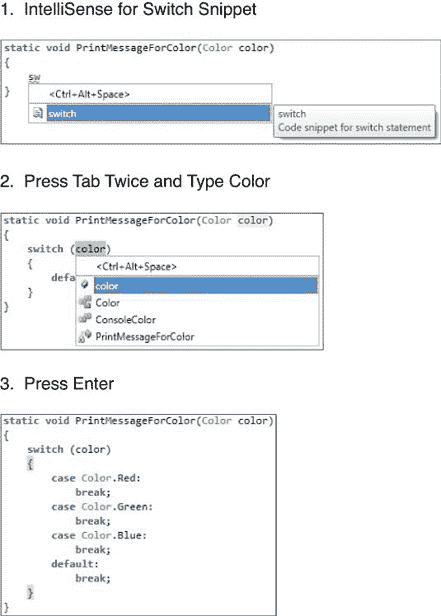 1. IntelliSense for Switch Snippet
static void PrintMessageForColor(Color color)
{
sw
<Ctrl+Alt+Space>
}
switch
switch
Code snippet for switch statement
2. Press Tab Twice and Type Color
static void PrintMessageForColor(Color color)
{
switch (color)
{
<Ctrl+Alt+Space>
defa
color
}
Color
}
ConsoleColor
PrintMessageForColor
3. Press Enter
static void PrintMessageForColor(Color color)
{
switch (color)
{
case Color.Red:
break;
case Color.Green:
break;
case Color.Blue:
break;
default:
break;
}
}